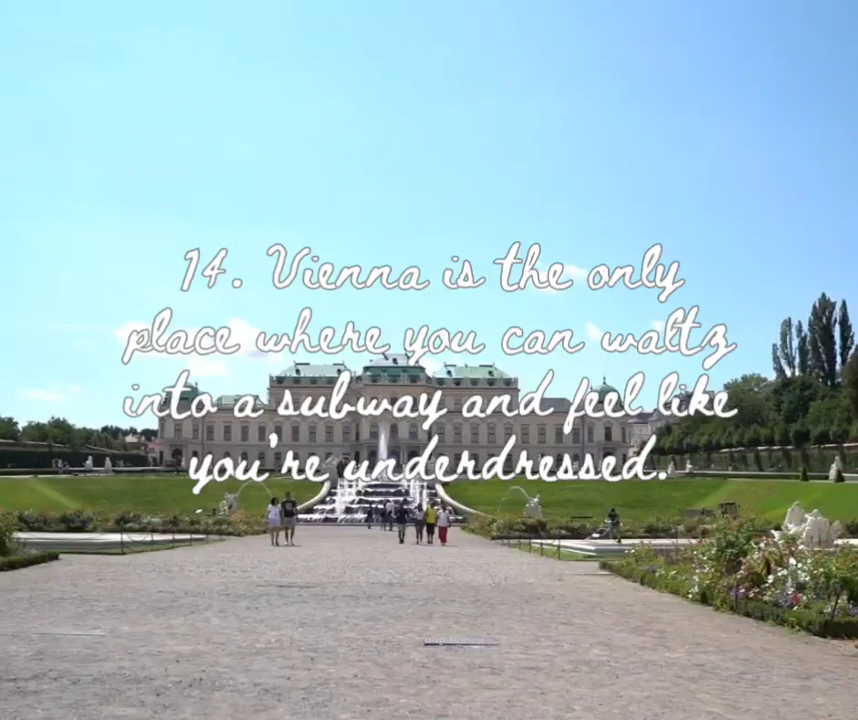 14. Vienna is the only
place where you can waltz
into a subway and feel like
you're underdressed.